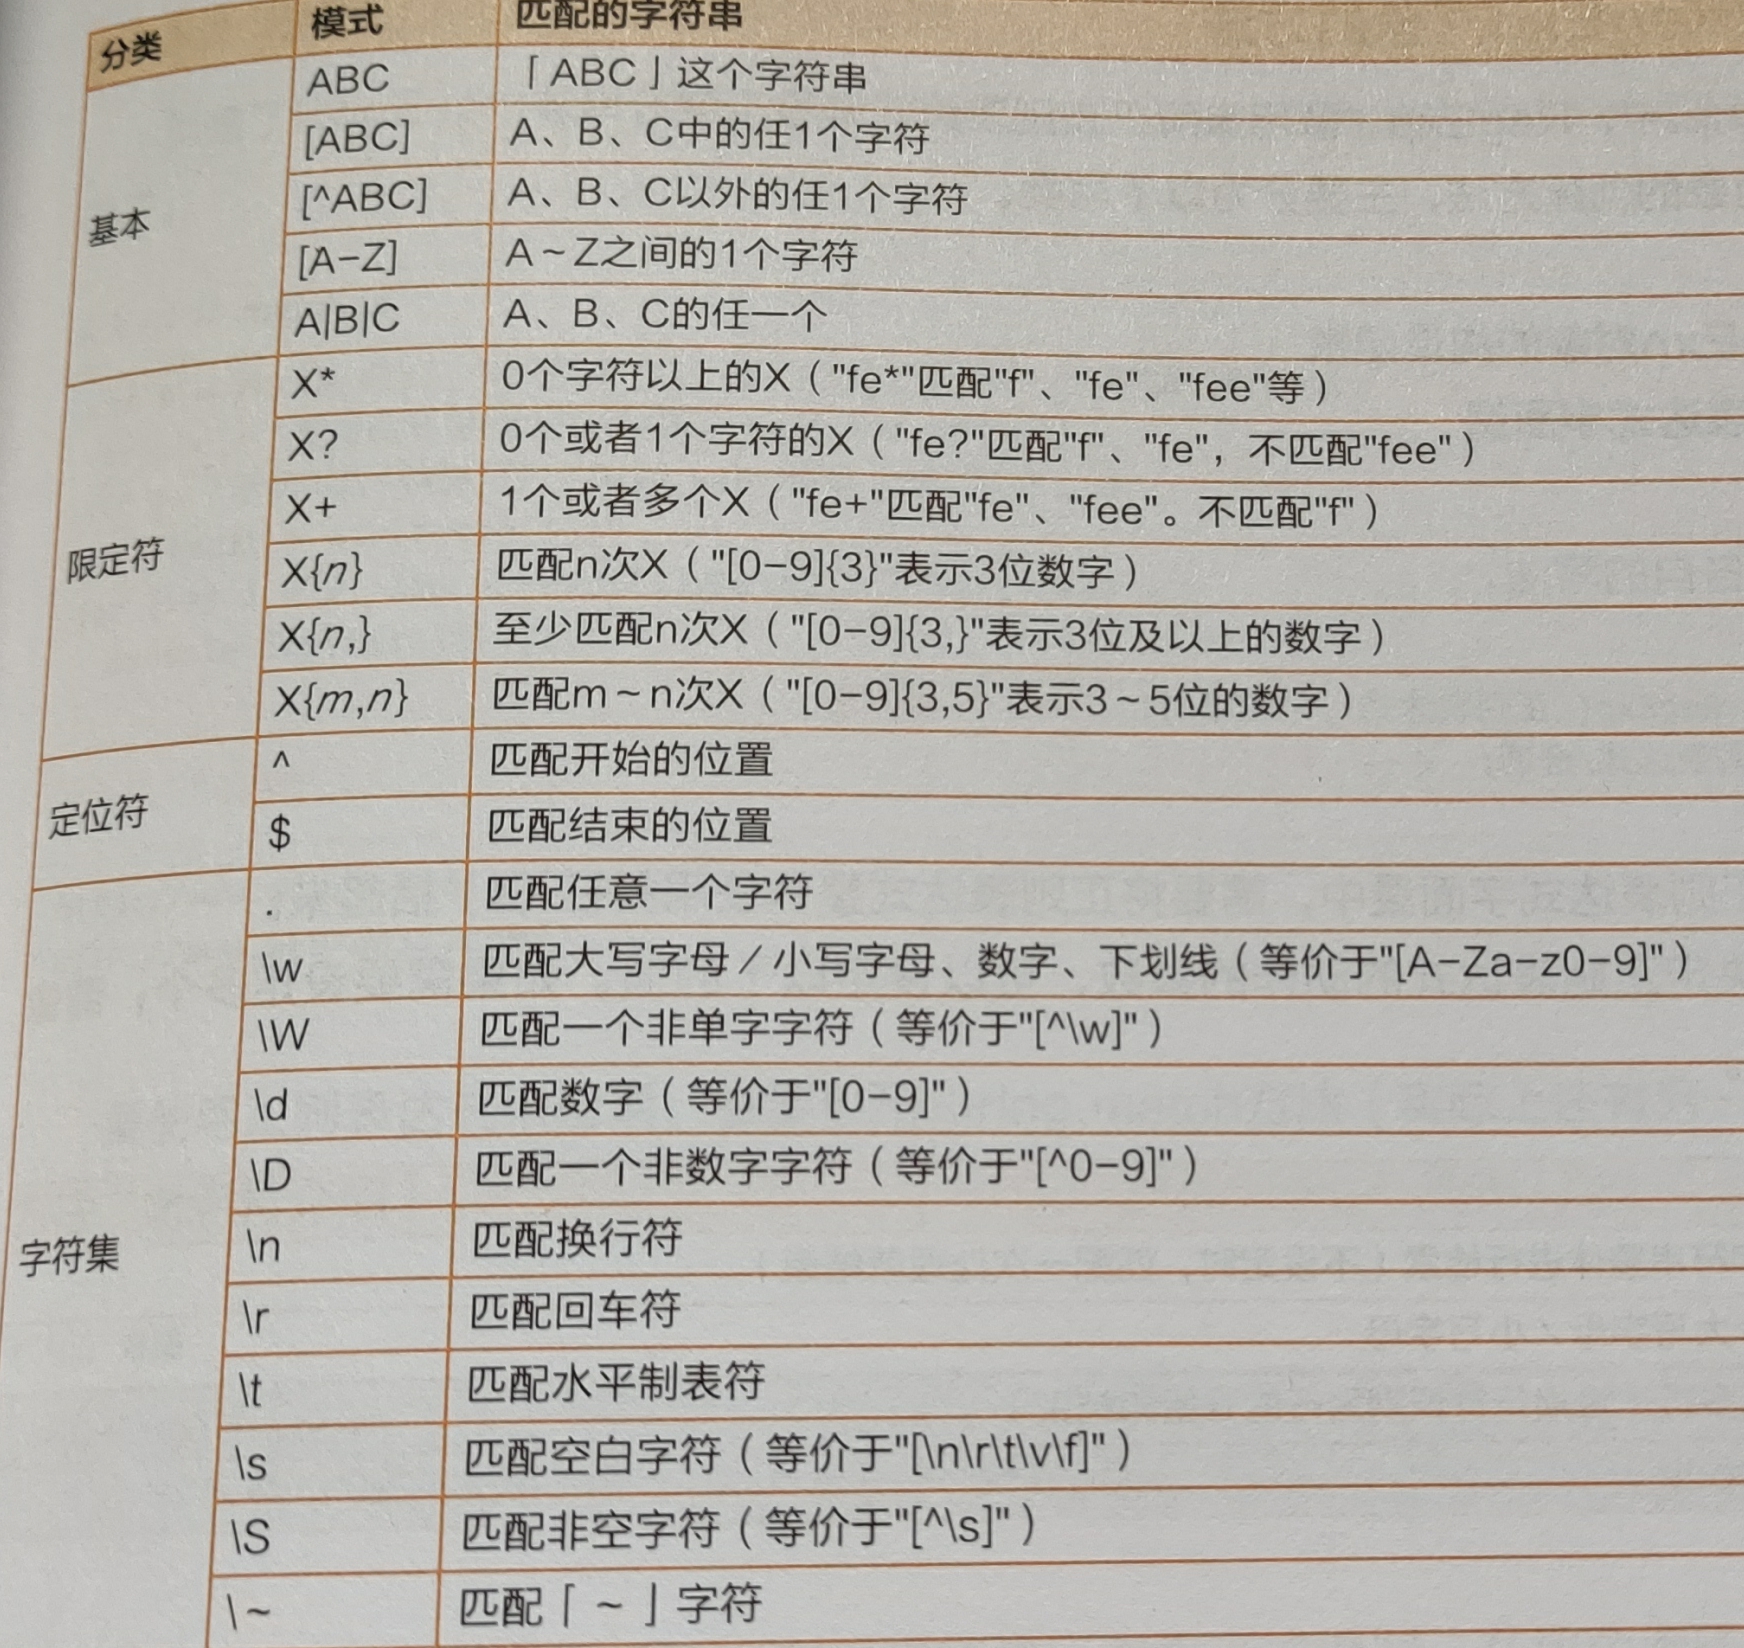 分类 模式 匹配的字符串
基本
ABC 「ABC」这个字符串
[ABC] A、B、C中的任1个字符
[^ABC] A、B、C以外的任1个字符
[A-Z] A~Z之间的1个字符
A|B|C A、B、C的任一个
限定符
X* 0个字符以上的X（"fe*"匹配"f"、"fe"、"fee"等）
X? 0个或者1个字符的X（"fe?"匹配"f"、"fe"，不匹配"fee"）
X+ 1个或者多个X（"fe+"匹配"fe"、"fee"。不匹配"f"）
X{n} 匹配n次X（"[0-9]{3}"表示3位数字）
X{n,} 至少匹配n次X（"[0-9]{3,}"表示3位及以上的数字）
X{m,n} 匹配m~n次X（"[0-9]{3,5}"表示3~5位的数字）
定位符
^ 匹配开始的位置
$ 匹配结束的位置
字符集
. 匹配任意一个字符
\w 匹配大写字母/小写字母、数字、下划线（等价于"[A-Za-z0-9]"）
\W 匹配一个非单字字符（等价于"[^\w]"）
\d 匹配数字（等价于"[0-9]"）
\D 匹配一个非数字字符（等价于"[^0-9]"）
\n 匹配换行符
\r 匹配回车符
\t 匹配水平制表符
\s 匹配空白字符（等价于"[\n\r\t\v\f]"）
\S 匹配非空字符（等价于"[^\s]"）
\~ 匹配「~」字符